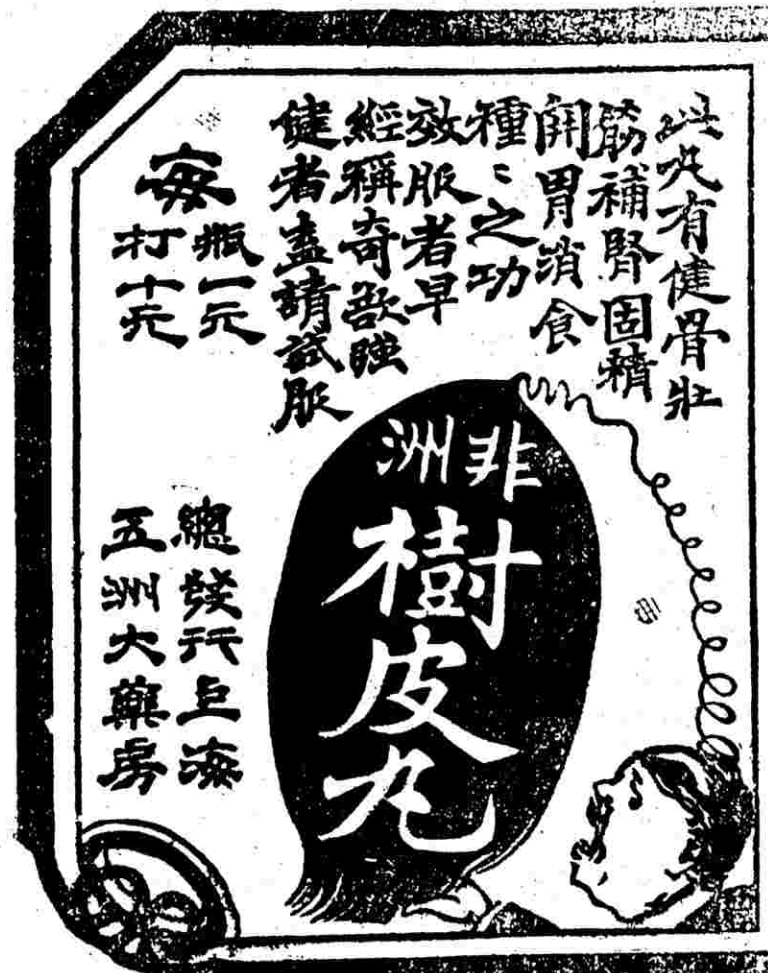 此丸有健骨壯
筋補腎固精
開胃消食
種〻之功
效服者早
經稱奇欲強
健者盍請試服
每
瓶一元
打十元
非洲
樹皮丸
總發行上海
五洲大藥房